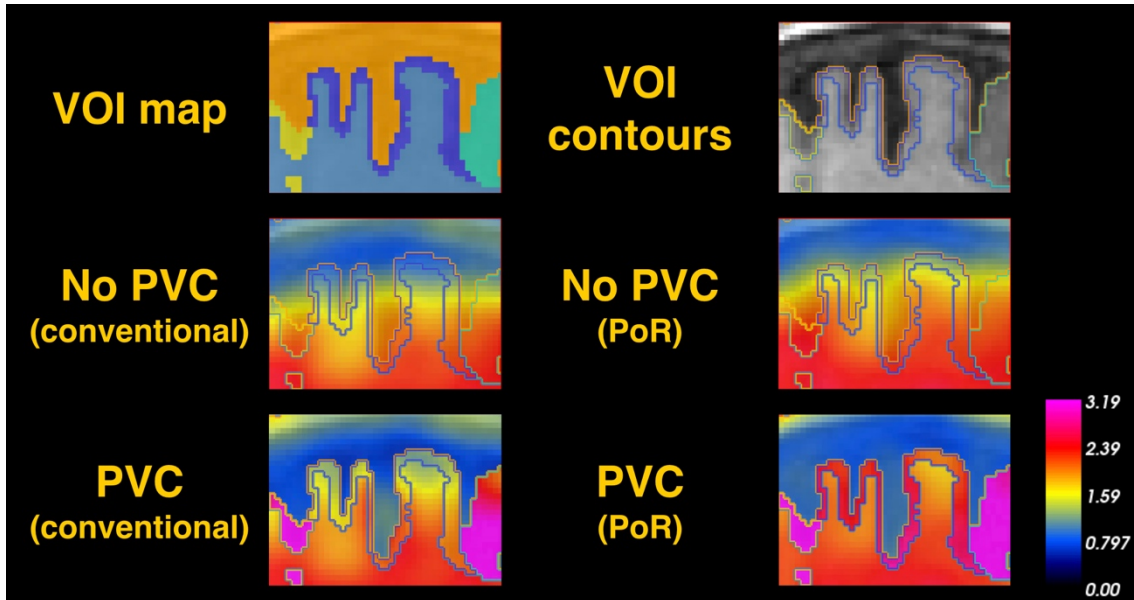 VOI map
VOI
contours
No PVC
(conventional)
No PVC
(PoR)
PVC
(conventional)
PVC
(PoR)
3.19
2.39
1.59
0.797
0.00